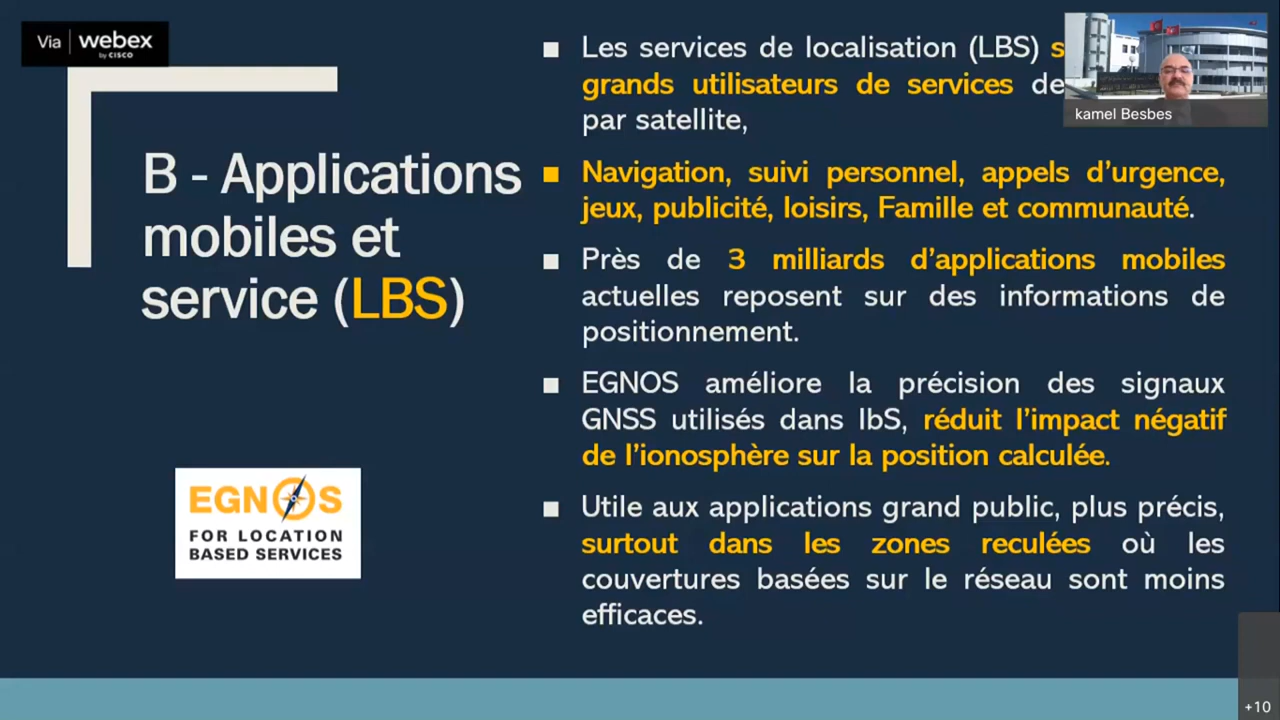 Via webex
by CISCO
B - Applications
mobiles et
service (LBS)
EGNOS
FOR LOCATION
BASED SERVICES
Les services de localisation (LBS)
grands utilisateurs de services
par satellite,
Navigation, suivi personnel, appels d’urgence,
jeux, publicité, loisirs, Famille et communauté.
Près de 3 milliards d’applications mobiles
actuelles reposent sur des informations de
positionnement.
EGNOS améliore la précision des signaux
GNSS utilisés dans lbS, réduit l’impact négatif
de l’ionosphère sur la position calculée.
Utile aux applications grand public, plus précis,
surtout dans les zones reculées où les
couvertures basées sur le réseau sont moins
efficaces.
kamel Besbes
+10